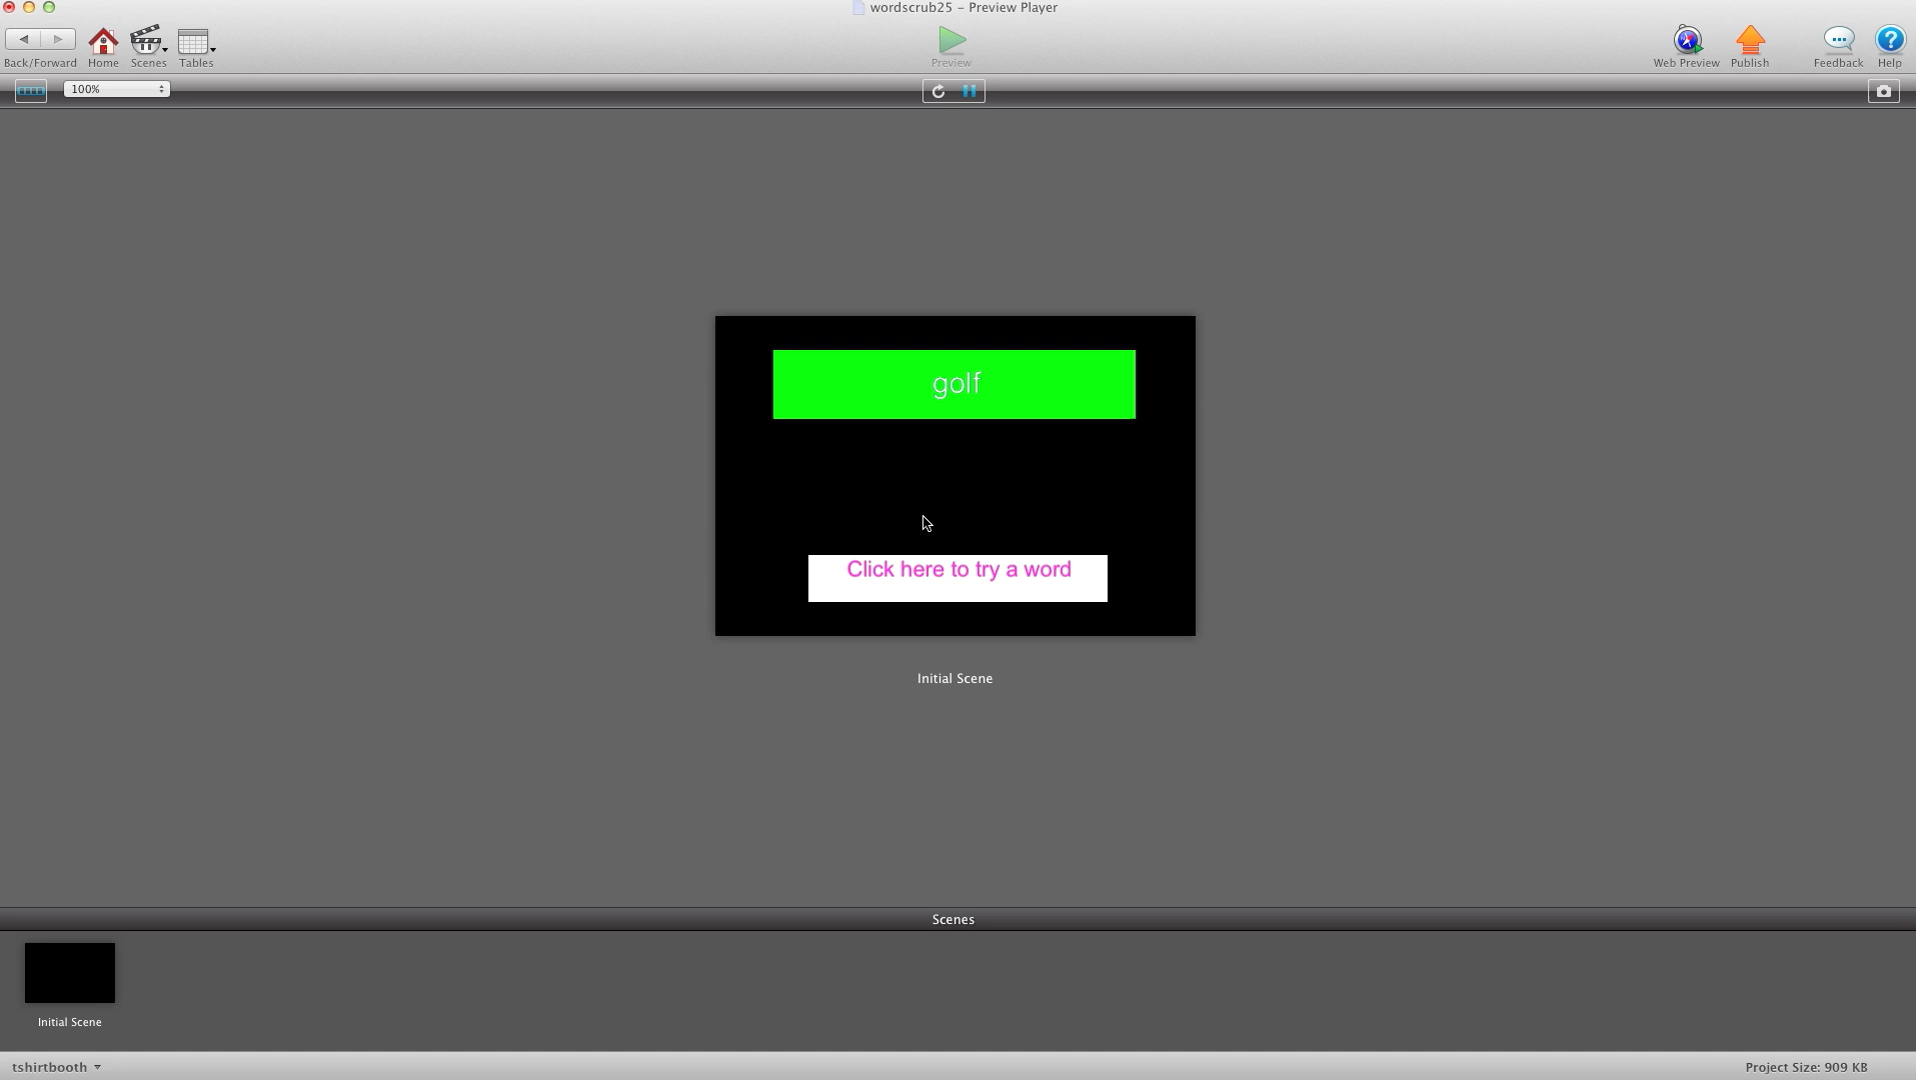 wordscrub25 – Preview Player
Back/Forward
Home
Scenes
Tables
Preview
Web Preview
Publish
Feedback
Help
100%
golf
Click here to try a word
Initial Scene
Scenes
Initial Scene
tshirtbooth
Project Size: 909 KB